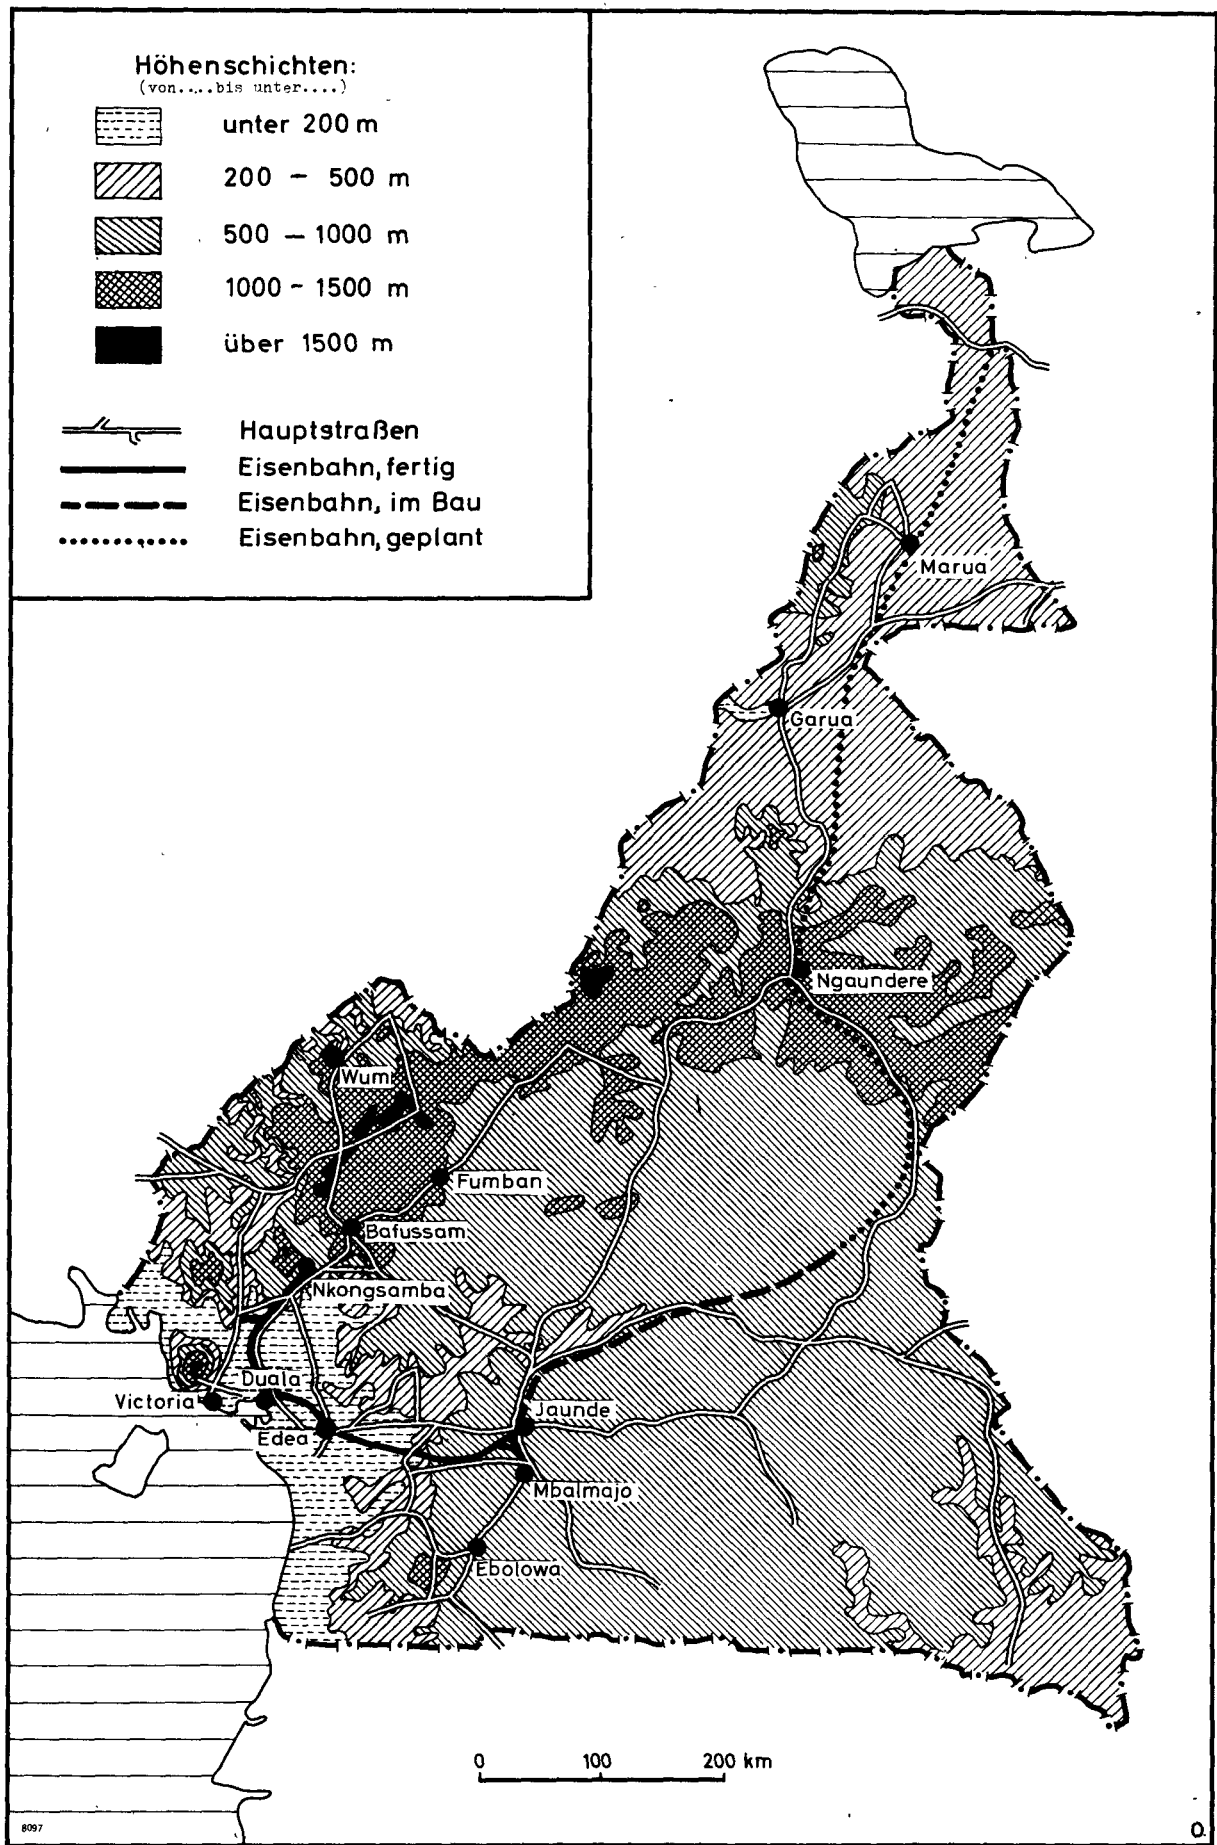 Höhenschichten:
(von....bis unter....)
unter 200 m
200 - 500 m
500 - 1000 m
1000 - 1500 m
über 1500 m
Hauptstraßen
Eisenbahn, fertig
Eisenbahn, im Bau
Eisenbahn, geplant
Marua
Garua
Ngaundere
Wum
Fumban
Bafussam
Nkongsamba
Duala
Victoria
Edea
Jaunde
Mbalmajo
Ebolowa
0 100 200 km
8097
O.